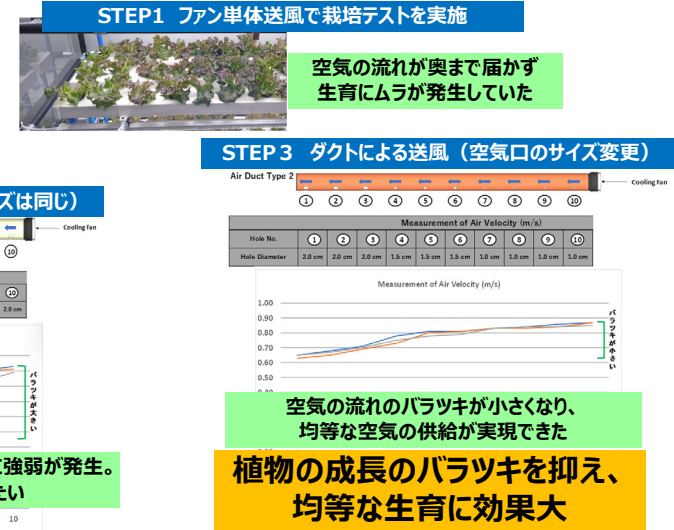 STEP1 ファン単体送風で栽培テストを実施
空気の流れが奥まで届かず
生育にムラが発生していた
ズは同じ）
Cooling Fan
⑩
⑩
2.0 cm
バラツキが大きい
強弱が発生。
たい
10
STEP３ ダクトによる送風（空気口のサイズ変更）
Air Duct Type 2
Cooling Fan
① ② ③ ④ ⑤ ⑥ ⑦ ⑧ ⑨ ⑩
Measurement of Air Velocity (m/s)
Hole No. ① ② ③ ④ ⑤ ⑥ ⑦ ⑧ ⑨ ⑩
Hole Diameter 2.0 cm 2.0 cm 2.0 cm 1.5 cm 1.5 cm 1.5 cm 1.0 cm 1.0 cm 1.0 cm 1.0 cm
Measurement of Air Velocity (m/s)
1.00
0.90
0.80
0.70
0.60
0.50
バラツキが小さい
空気の流れのバラツキが小さくなり、
均等な空気の供給が実現できた
植物の成長のバラツキを抑え、
均等な生育に効果大